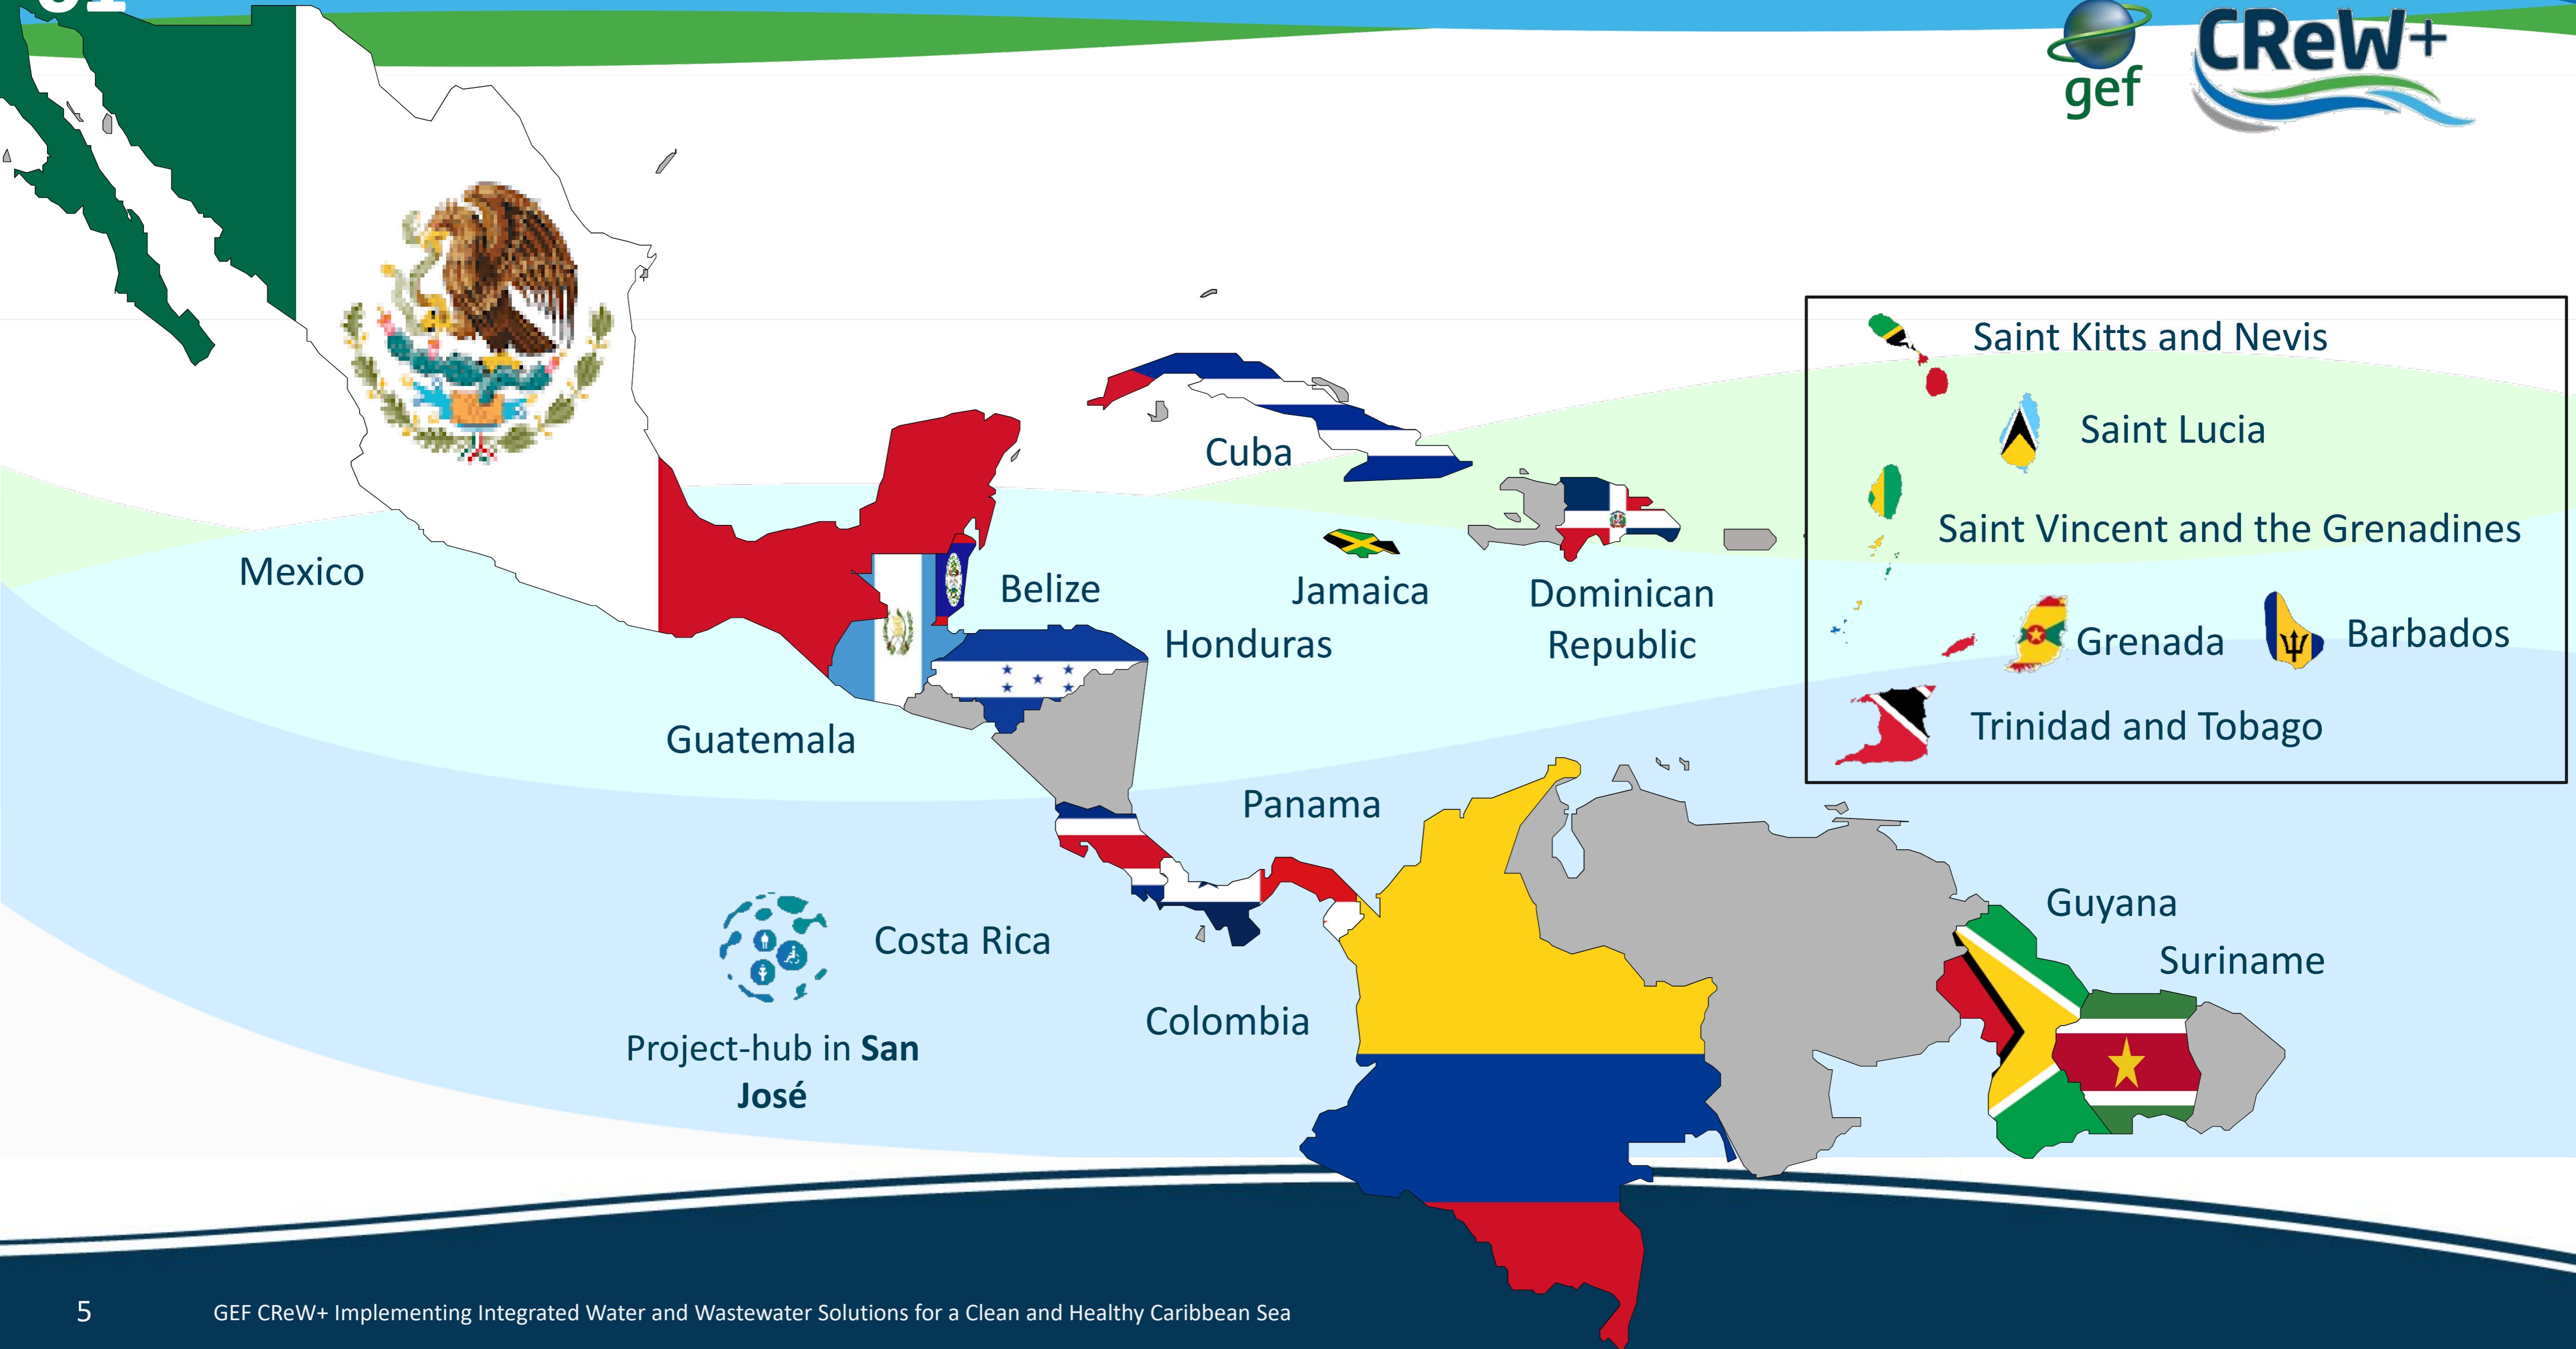 gef
CReW+
Saint Kitts and Nevis
Saint Lucia
Cuba
Saint Vincent and the Grenadines
Mexico
Belize
Jamaica
Dominican
Republic
Honduras
Grenada
Barbados
Guatemala
Trinidad and Tobago
Panama
Guyana
Costa Rica
Suriname
Colombia
Project-hub in San
José
5
GEF CReW+ Implementing Integrated Water and Wastewater Solutions for a Clean and Healthy Caribbean Sea